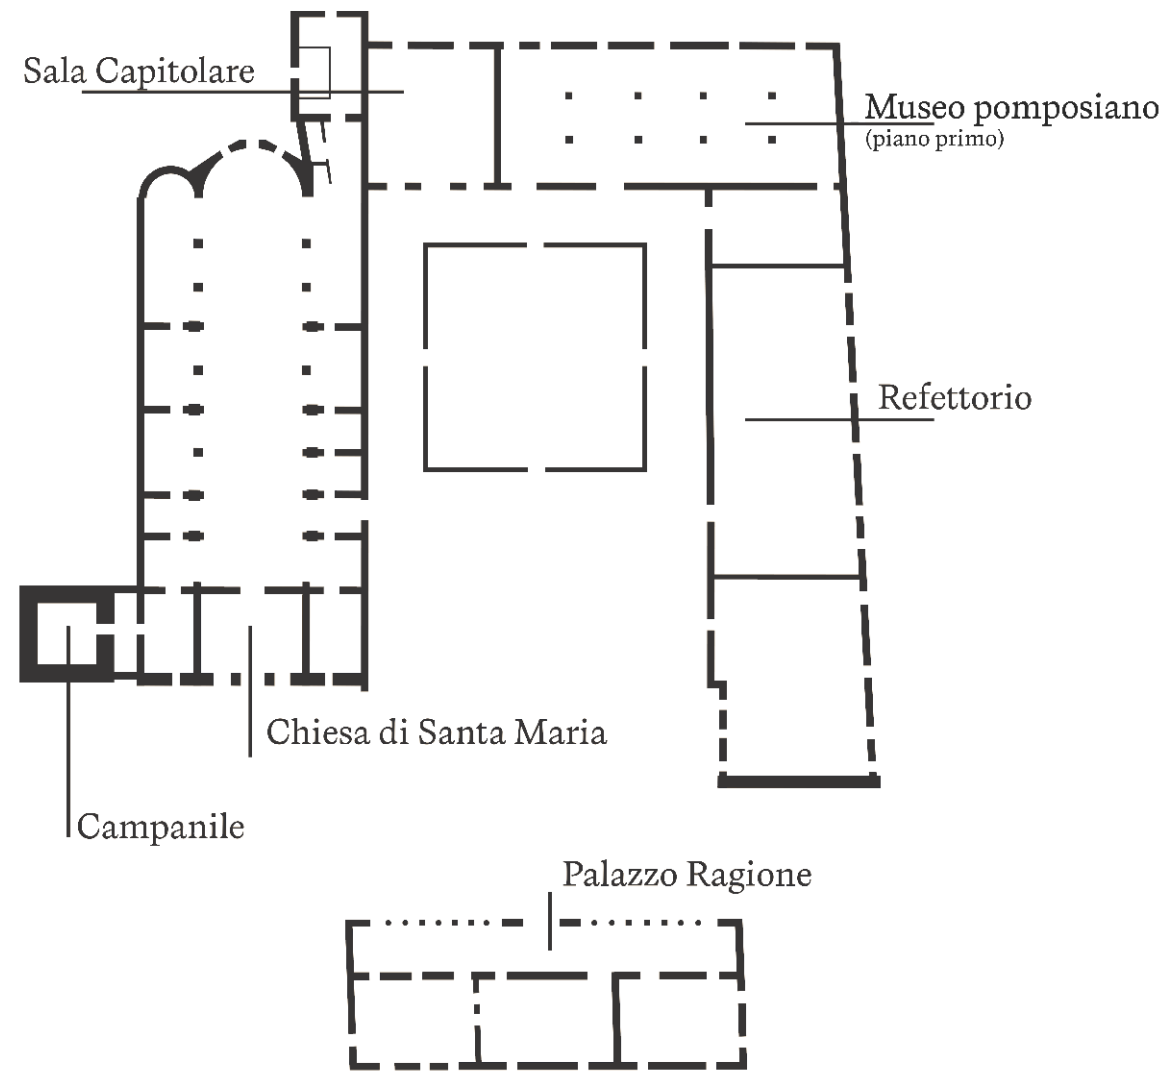 Sala Capitolare
Museo pomposiano
(piano primo)
Refettorio
Chiesa di Santa Maria
Campanile
Palazzo Ragione